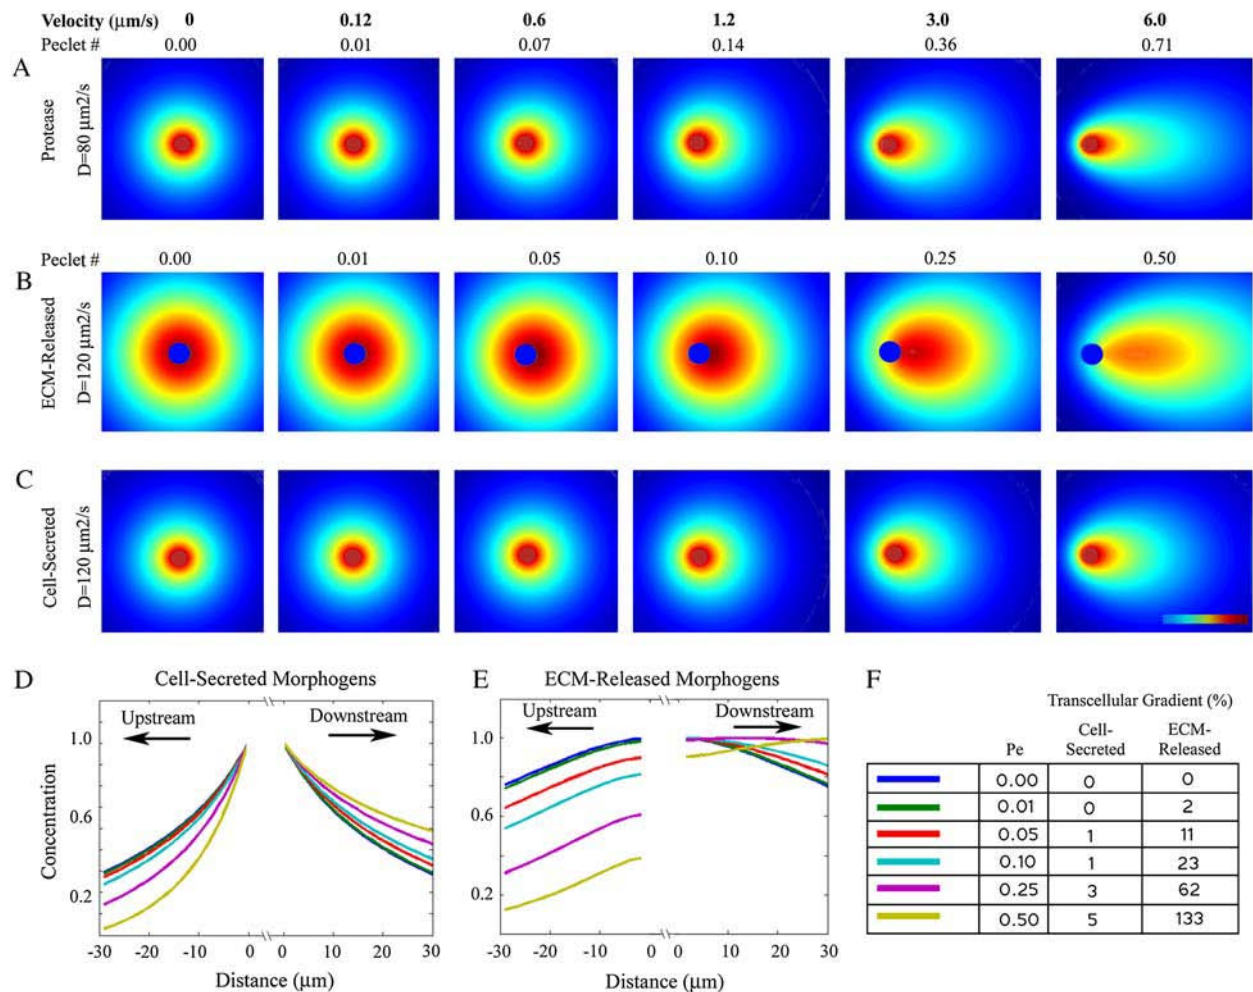 Velocity (μm/s) 0 0.12 0.6 1.2 3.0 6.0
Peclet # 0.00 0.01 0.07 0.14 0.36 0.71
A
Protease
D=80 μm2/s
Peclet # 0.00 0.01 0.05 0.10 0.25 0.50
B
ECM-Released
D=120 μm2/s
C
Cell-Secreted
D=120 μm2/s
D Cell-Secreted Morphogens
Upstream Downstream
Concentration
1.0
0.6
0.2
-30 -20 -10 0 0 10 20 30
Distance (μm)
E ECM-Released Morphogens
Upstream Downstream
1.0
0.6
0.2
-30 -20 -10 0 0 10 20 30
Distance (μm)
F
Transcellular Gradient (%)
Cell- ECM-
Pe Secreted Released
0.00 0 0
0.01 0 2
0.05 1 11
0.10 1 23
0.25 3 62
0.50 5 133